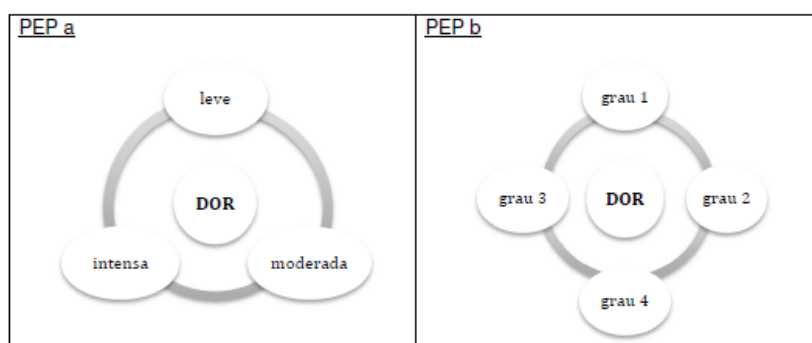 PEP a
leve
DOR
intensa
moderada
PEP b
grau 1
grau 3
DOR
grau 2
grau 4